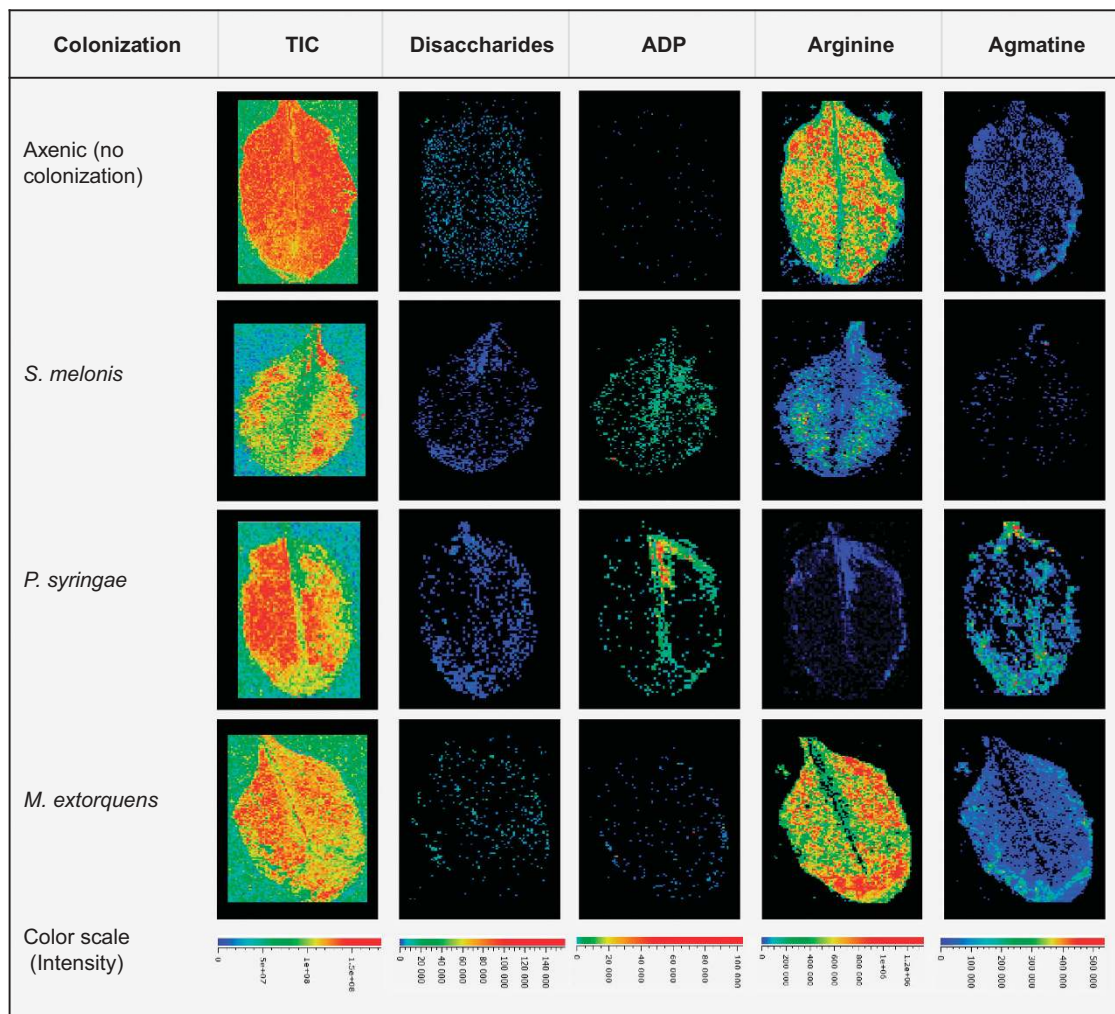 Colonization TIC Disaccharides ADP Arginine Agmatine
Axenic (no
colonization)
S. melonis
P. syringae
M. extorquens
Color scale
(Intensity)
0 5e+07 1e+08 1.5e+08
0 20 000 40 000 60 000 80 000 100 000 120 000 140 000
0 20 000 40 000 60 000 80 000 100 000
0 200 000 400 000 600 000 800 000 1e+06 1.2e+06
0 100 000 200 000 300 000 400 000 500 000